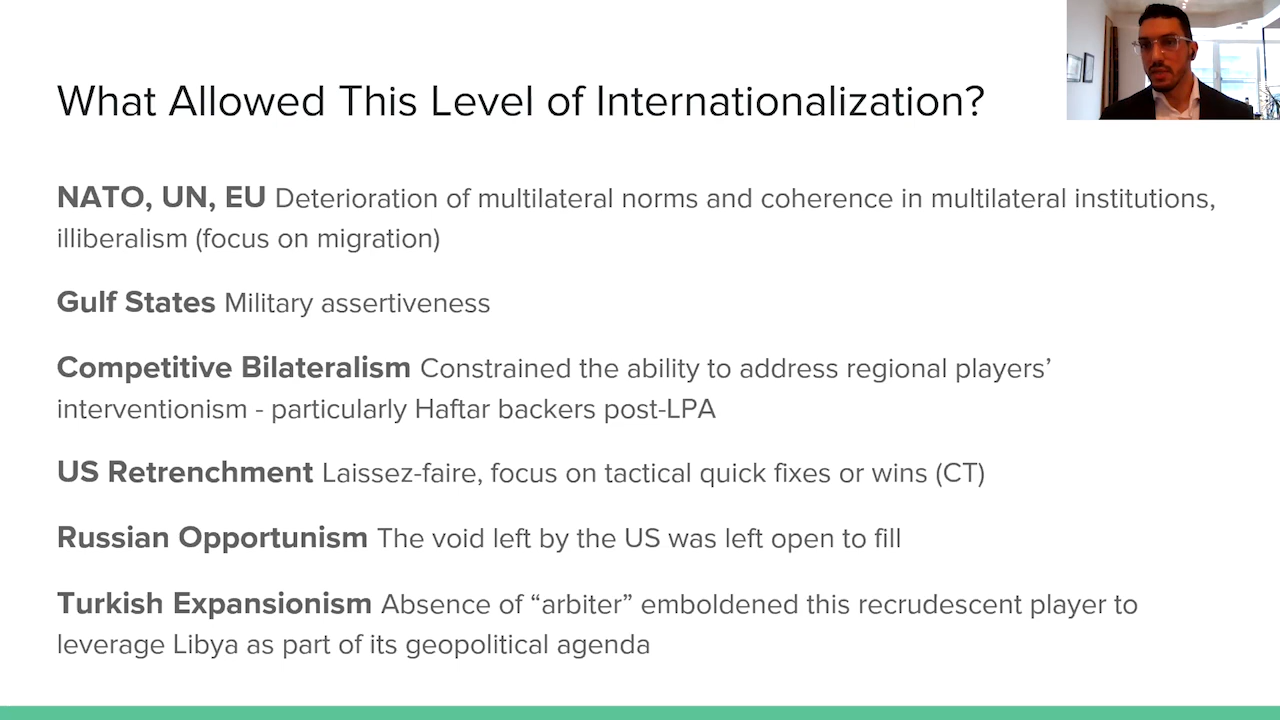 What Allowed This Level of Internationalization?
NATO, UN, EU Deterioration of multilateral norms and coherence in multilateral institutions,
illiberalism (focus on migration)
Gulf States Military assertiveness
Competitive Bilateralism Constrained the ability to address regional players’
interventionism - particularly Haftar backers post-LPA
US Retrenchment Laissez-faire, focus on tactical quick fixes or wins (CT)
Russian Opportunism The void left by the US was left open to fill
Turkish Expansionism Absence of “arbiter” emboldened this recrudescent player to
leverage Libya as part of its geopolitical agenda